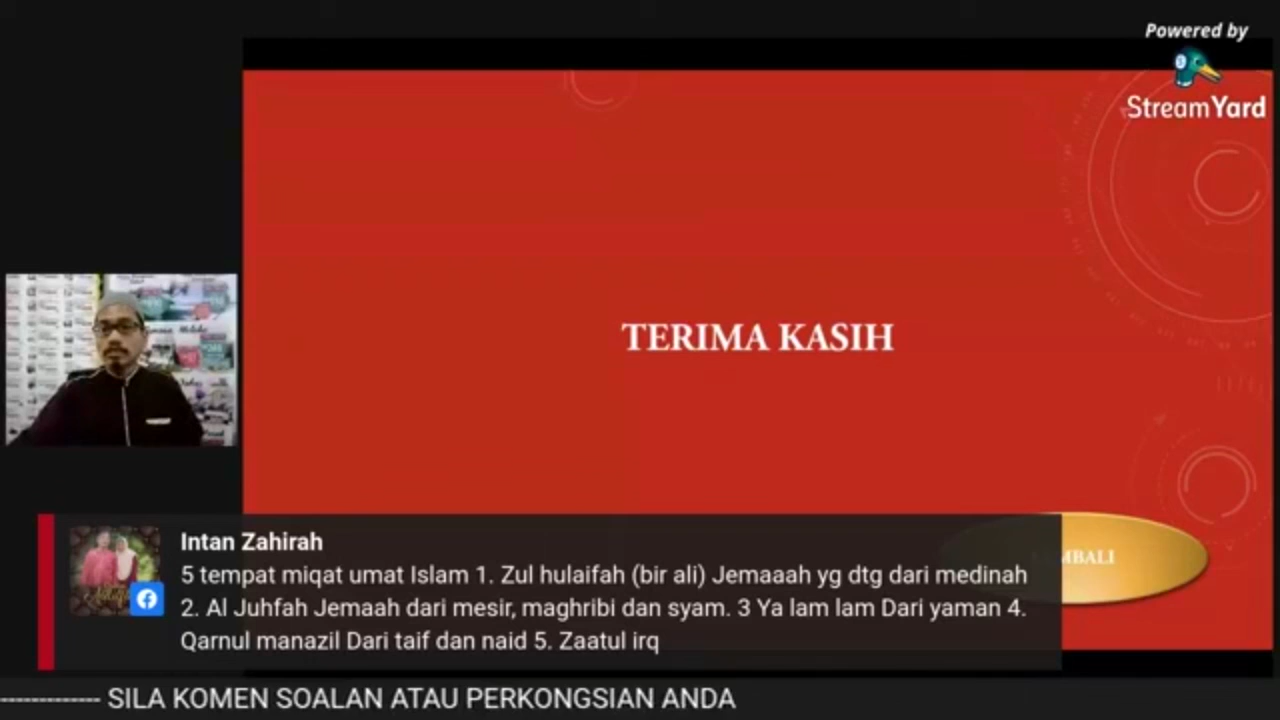 Powered by
StreamYard
TERIMA KASIH
Intan Zahirah
5 tempat miqat umat Islam 1. Zul hulaifah (bir ali) Jemaaah yg dtg dari medinah
2. Al Juhfah Jemaah dari mesir, maghribi dan syam. 3 Ya lam lam Dari yaman 4.
Qarnul manazil Dari taif dan naid 5. Zaatul irq
------------- SILA KOMEN SOALAN ATAU PERKONGSIAN ANDA